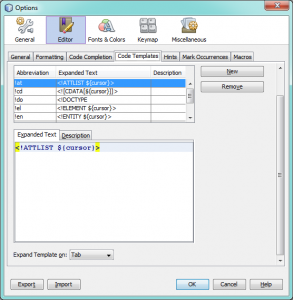 Options
General Editor Fonts & Colors Keymap Miscellaneous
General Formatting Code Completion Code Templates Hints Mark Occurrences Macros
Abbreviation Expanded Text Description
!at <!ATTLIST ${cursor}>
!cd <![CDATA[${cursor}]]>
!do <!DOCTYPE
!el <!ELEMENT ${cursor}>
!en <!ENTITY ${cursor}>
New
Remove
Expanded Text Description
<!ATTLIST ${cursor}>
Expand Template on: Tab
Export Import OK Cancel Help